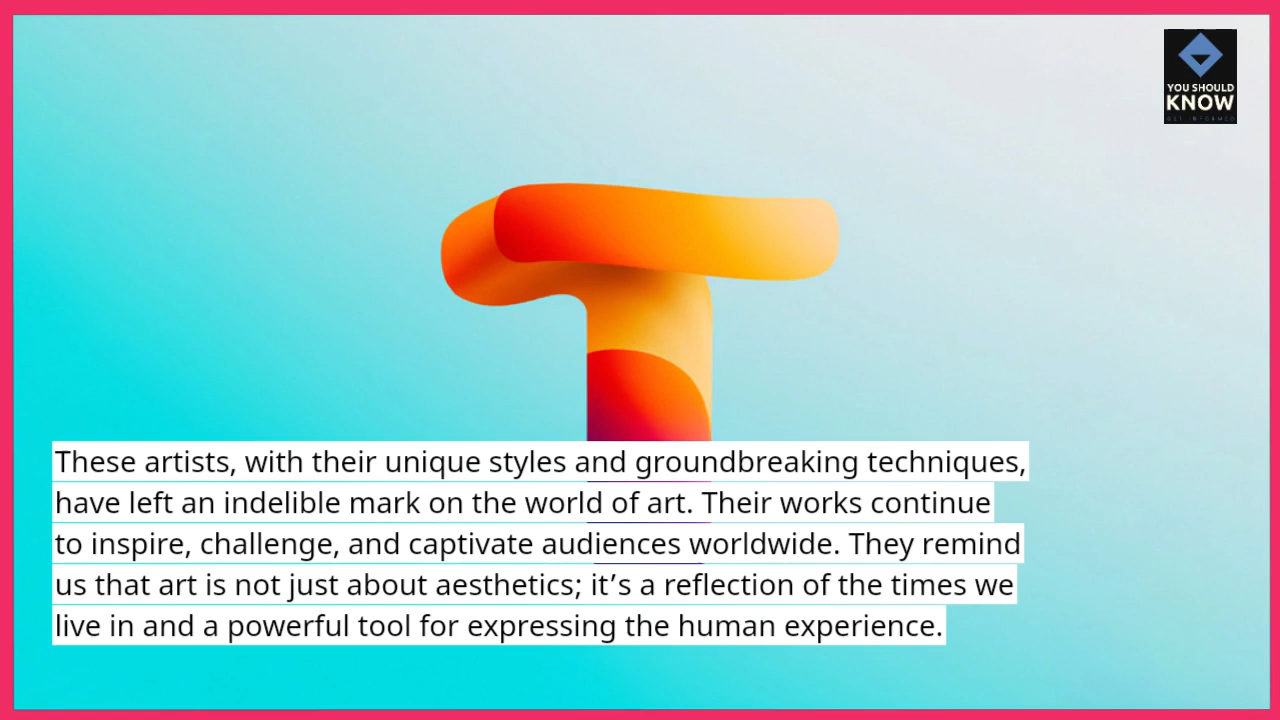 YOU SHOULD
KNOW
GET INFORMED
These artists, with their unique styles and groundbreaking techniques,
have left an indelible mark on the world of art. Their works continue
to inspire, challenge, and captivate audiences worldwide. They remind
us that art is not just about aesthetics; it’s a reflection of the times we
live in and a powerful tool for expressing the human experience.